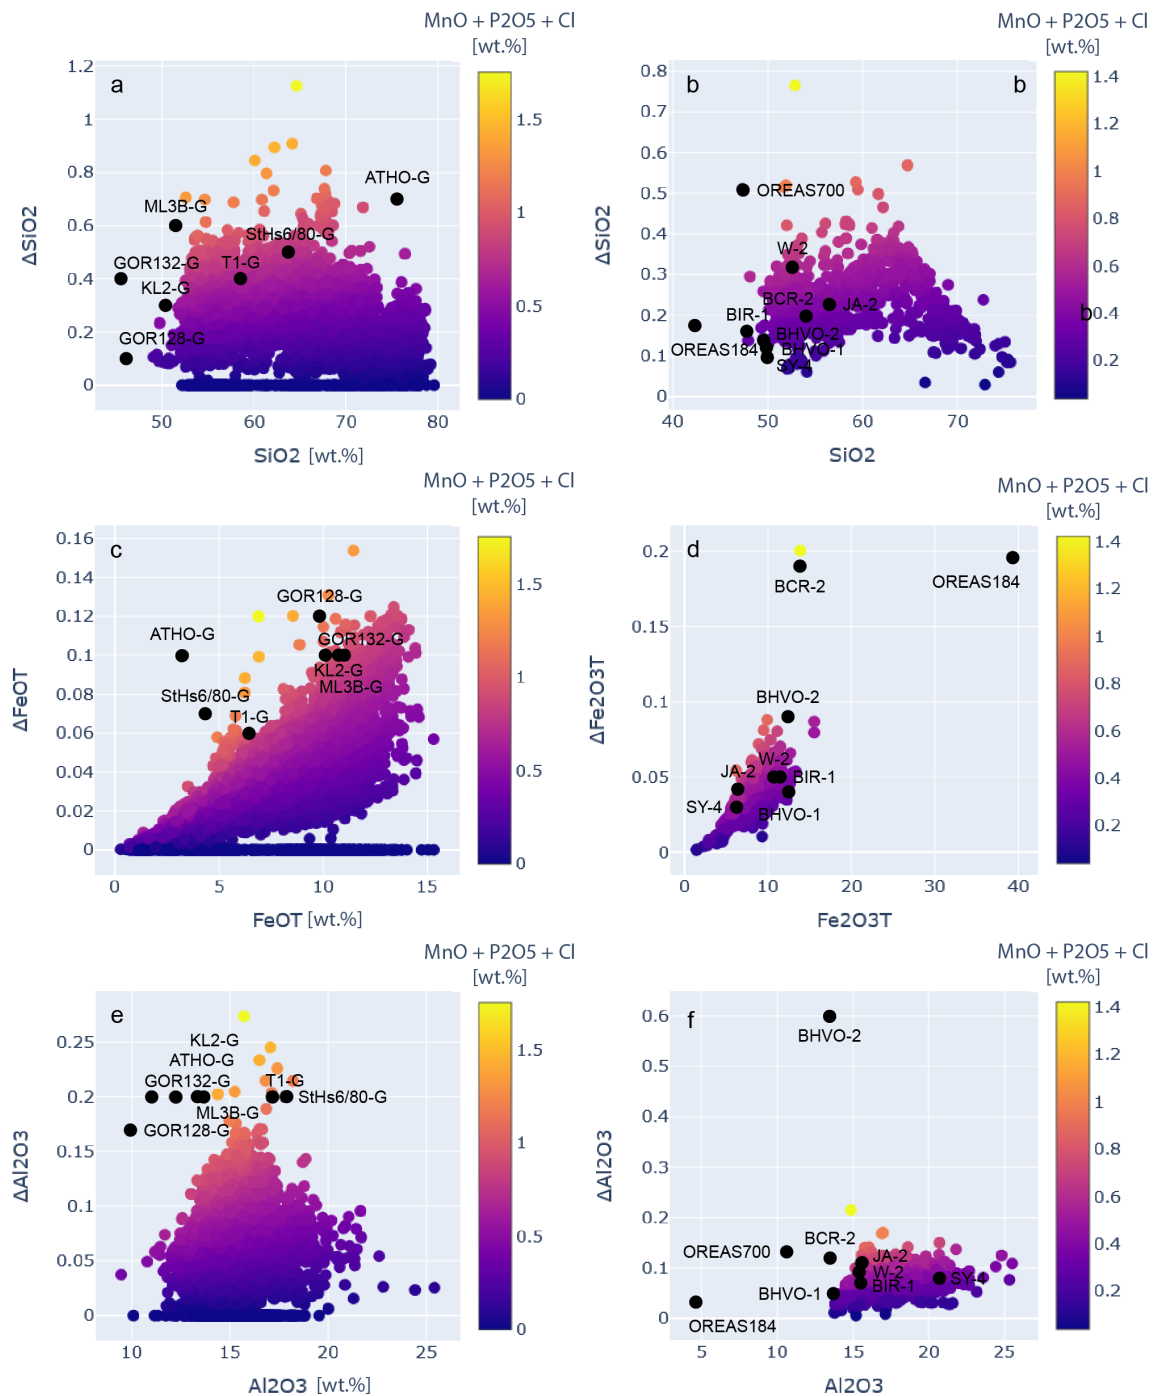 MnO + P2O5 + Cl
[wt.%]
a
1.2
1
0.8
0.6
0.4
0.2
0
ΔSiO2
ATHO-G
ML3B-G
StHs6/80-G
GOR132-G
T1-G
KL2-G
GOR128-G
50
60
70
80
SiO2 [wt.%]
1.5
1
0.5
0
MnO + P2O5 + Cl
[wt.%]
b
b
0.8
0.7
0.6
0.5
0.4
0.3
0.2
0.1
0
ΔSiO2
OREAS700
W-2
BCR-2
JA-2
BIR-1
BHVO-2
OREAS184
BHVO-1
SY-4
40
50
60
70
SiO2
1.4
1.2
1
0.8
0.6
b
0.4
0.2
MnO + P2O5 + Cl
[wt.%]
c
0.16
0.14
0.12
0.1
0.08
0.06
0.04
0.02
0
ΔFeOT
GOR128-G
ATHO-G
GOR132-G
KL2-G
ML3B-G
StHs6/80-G
T1-G
0
5
10
15
FeOT [wt.%]
1.5
1
0.5
0
MnO + P2O5 + Cl
[wt.%]
d
0.2
0.15
0.1
0.05
0
ΔFe2O3T
BCR-2
OREAS184
BHVO-2
W-2
JA-2
BIR-1
SY-4
BHVO-1
0
10
20
30
40
Fe2O3T
1.4
1.2
1
0.8
0.6
0.4
0.2
MnO + P2O5 + Cl
[wt.%]
e
0.25
0.2
0.15
0.1
0.05
0
ΔAl2O3
KL2-G
ATHO-G
GOR132-G
T1-G
StHs6/80-G
ML3B-G
GOR128-G
10
15
20
25
Al2O3 [wt.%]
1.5
1
0.5
0
MnO + P2O5 + Cl
[wt.%]
f
0.6
0.5
0.4
0.3
0.2
0.1
0
ΔAl2O3
BHVO-2
BCR-2
OREAS700
JA-2
W-2
SY-4
BIR-1
BHVO-1
OREAS184
5
10
15
20
25
Al2O3
1.4
1.2
1
0.8
0.6
0.4
0.2